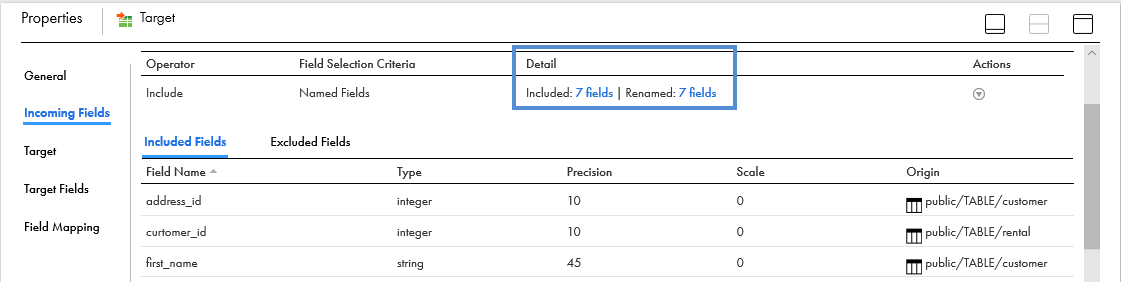 Properties Target
General
Incoming Fields
Target
Target Fields
Field Mapping
Operator Field Selection Criteria Detail Actions
Include Named Fields Included: 7 fields | Renamed: 7 fields
Included Fields Excluded Fields
Field Name Type Precision Scale Origin
address_id integer 10 0 public/TABLE/customer
curtomer_id integer 10 0 public/TABLE/rental
first_name string 45 0 public/TABLE/customer